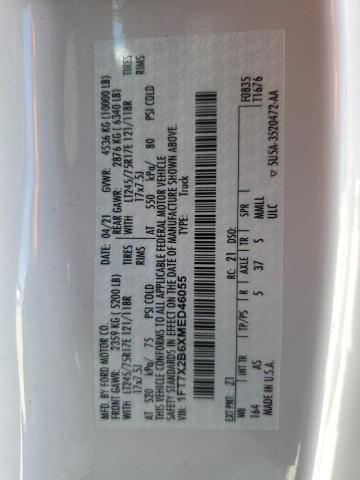 MFD. BY FORD MOTOR CO.
DATE: 04/21 GVWR: 4536 KG (10000 LB)
FRONT GAWR: 2359 KG (5200 LB) REAR GAWR: 2876 KG (6340 LB)
WITH LT245/75R17E 121/118R TIRES WITH LT245/75R17E 121/118R TIRES
17x7.5J RIMS 17x7.5J RIMS
AT 520 kPa/ 75 PSI COLD AT 550 kPa/ 80 PSI COLD
THIS VEHICLE CONFORMS TO ALL APPLICABLE FEDERAL MOTOR VEHICLE
SAFETY STANDARDS IN EFFECT ON THE DATE OF MANUFACTURE SHOWN ABOVE.
VIN: 1FT7X2B6XMED46055 TYPE: Truck
F0835
T1676
EXT PNT: Z1 RC: 21 DSO:
WB INT TR TP/PS R AXLE TR SPR
164 AS 5 37 S MMALL
ULC
MADE IN U.S.A. 5U5A-3520472-AA